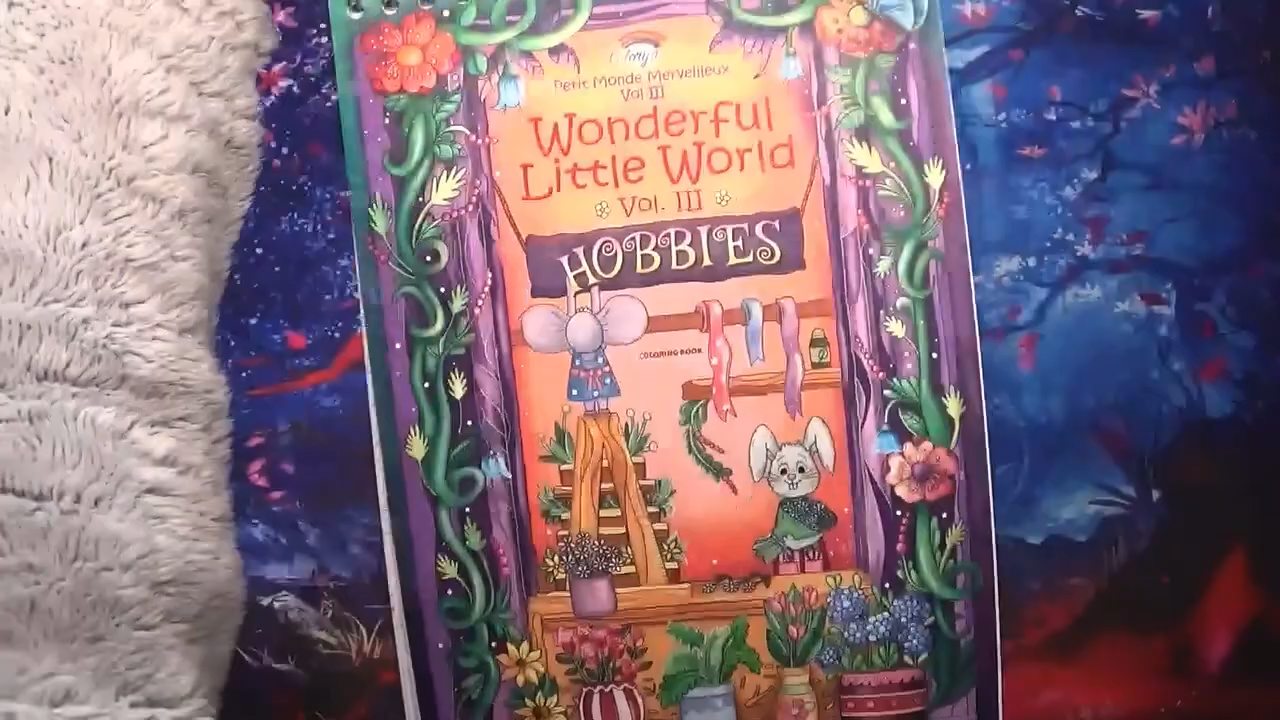 Petit Monde Merveilleux
Vol III
Wonderful
Little World
Vol. III
HOBBIES
COLORING BOOK